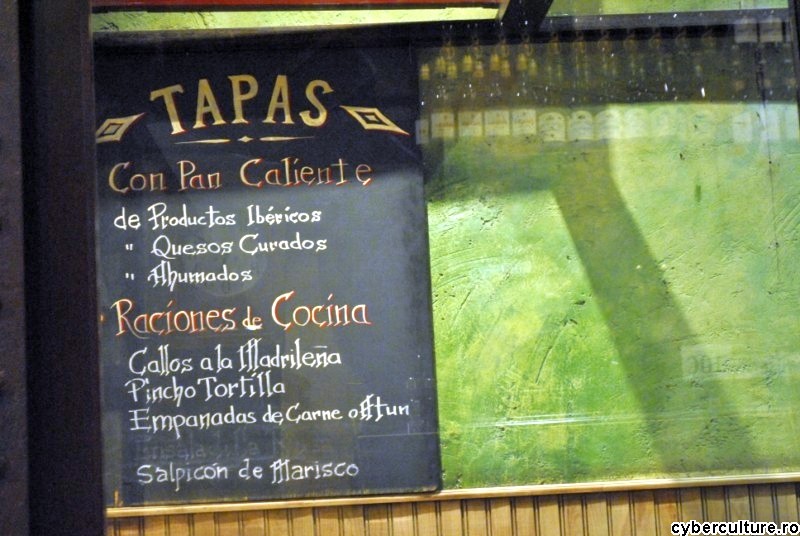 TAPAS
Con Pan Caliente
de Productos Ibéricos
" Quesos Curados
" Ahumados
Raciones de Cocina
Callos a la Madrileña
Pincho Tortilla
Empanadas de Carne o Atun
Salpicón de Marisco
cyberculture.ro